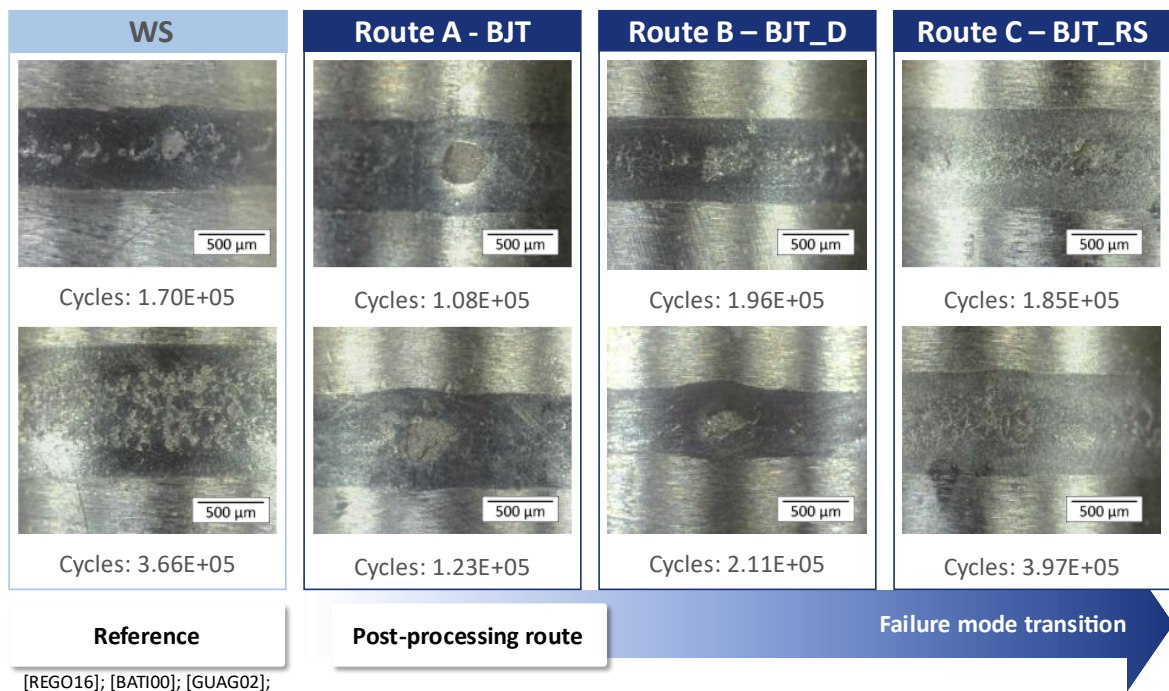 WS
Route A - BJT
Route B – BJT_D
Route C – BJT_RS
500 µm
500 µm
500 µm
500 µm
Cycles: 1.70E+05
Cycles: 1.08E+05
Cycles: 1.96E+05
Cycles: 1.85E+05
500 µm
500 µm
500 µm
500 µm
Cycles: 3.66E+05
Cycles: 1.23E+05
Cycles: 2.11E+05
Cycles: 3.97E+05
Reference
Post-processing route
Failure mode transition
[REGO16]; [BATI00]; [GUAG02];